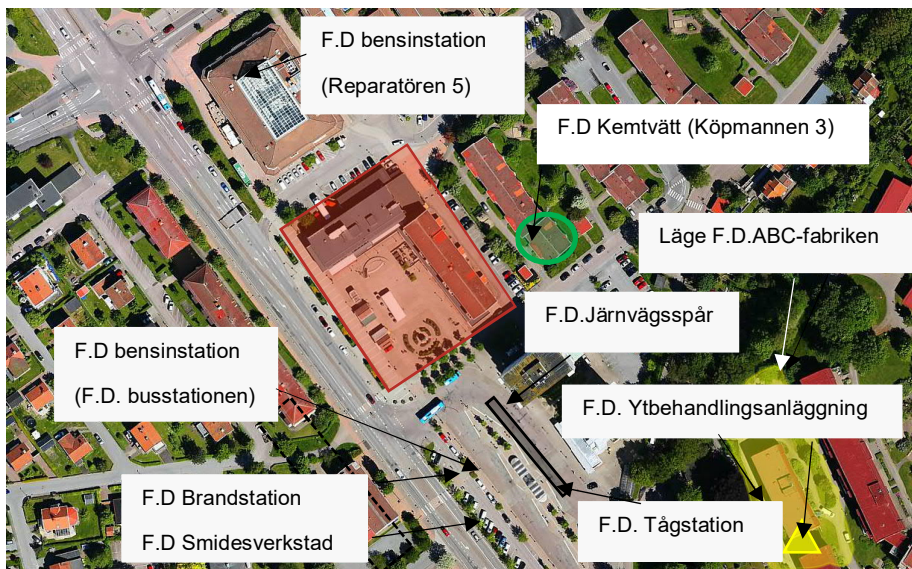 F.D bensinstation
(Reparatören 5)
F.D Kemtvätt (Köpmannen 3)
Läge F.D.ABC-fabriken
F.D.Järnvägsspår
F.D bensinstation
(F.D. busstationen)
F.D. Ytbehandlingsanläggning
F.D Brandstation
F.D Smidesverkstad
F.D. Tågstation